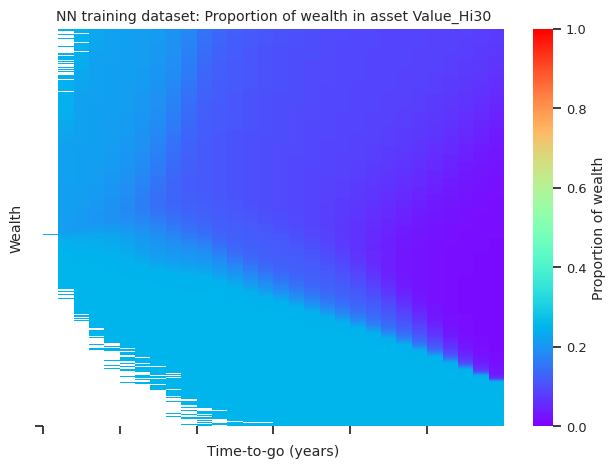 NN training dataset: Proportion of wealth in asset Value_Hi30
Wealth
Time-to-go (years)
1.0
0.8
0.6
0.4
0.2
0.0
Proportion of wealth